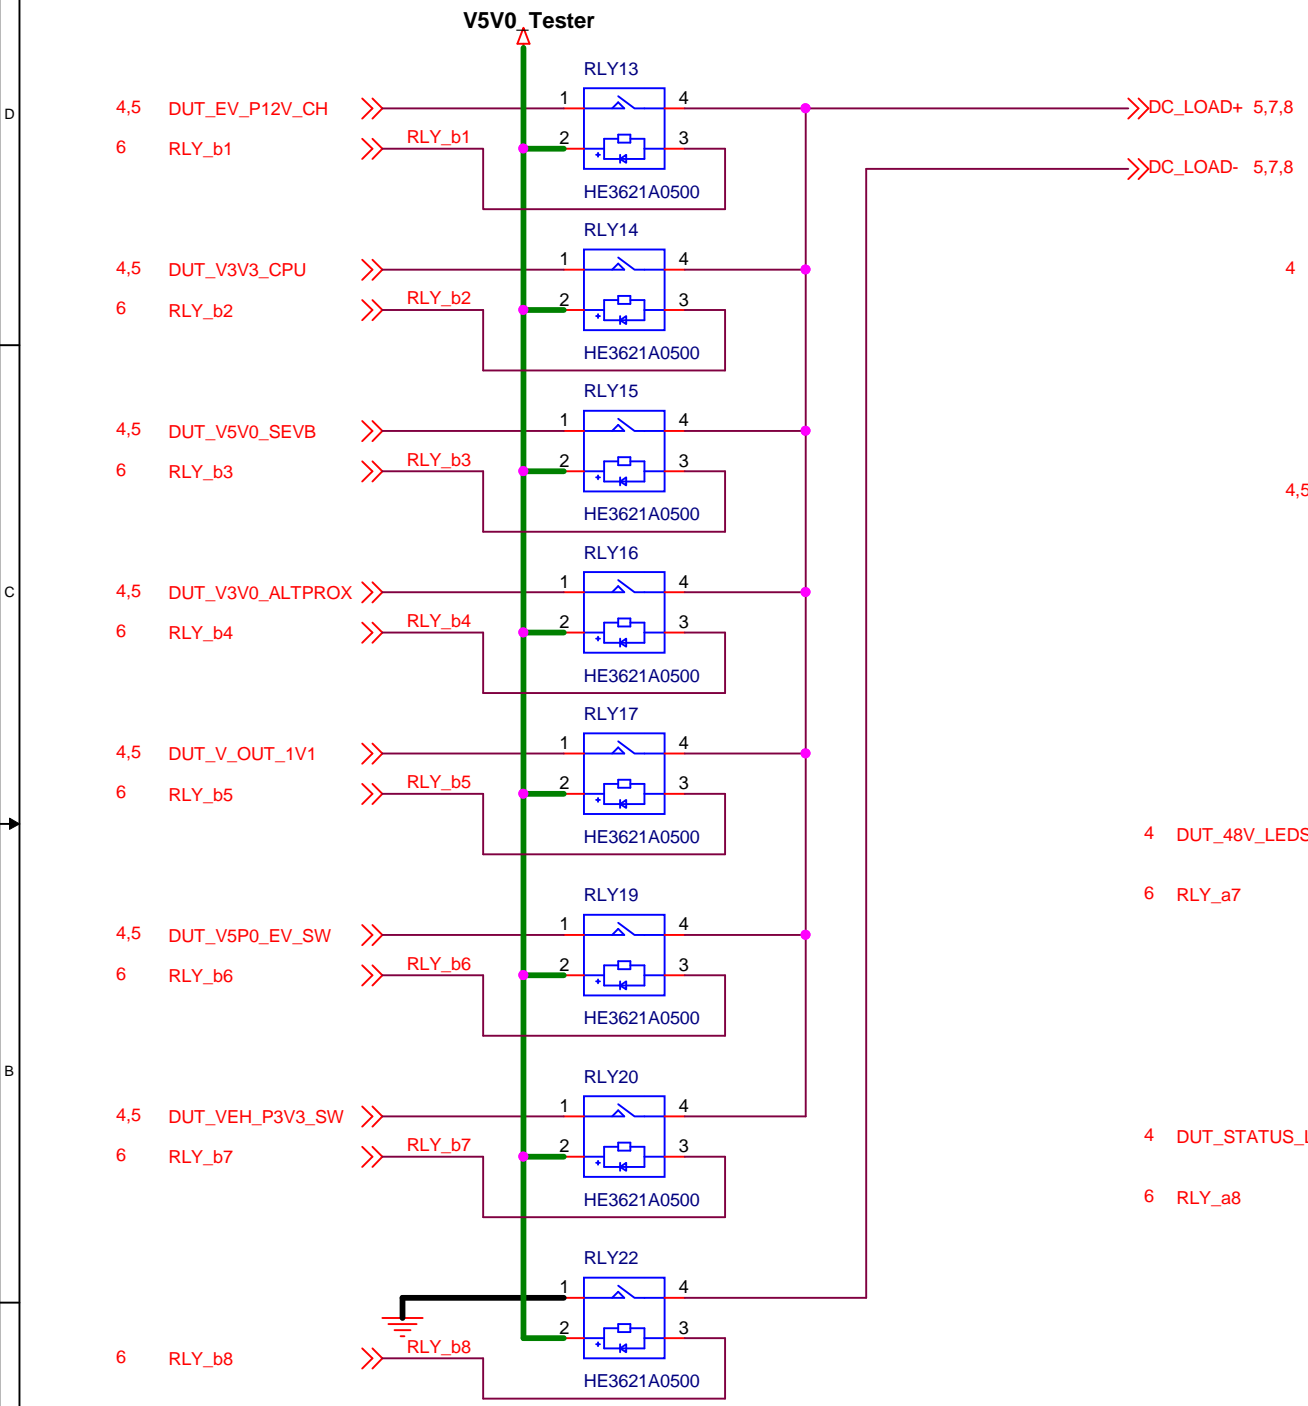 V5V0_Tester
RLY13
D
4,5 DUT_EV_P12V_CH 1 4 DC_LOAD+ 5,7,8
6 RLY_b1 RLY_b1 2 3
DC_LOAD- 5,7,8
HE3621A0500
RLY14
4,5 DUT_V3V3_CPU 1 4 4
6 RLY_b2 RLY_b2 2 3
HE3621A0500
RLY15
4,5 DUT_V5V0_SEVB 1 4
6 RLY_b3 RLY_b3 2 3
4,5
HE3621A0500
RLY16
C
4,5 DUT_V3V0_ALTPROX 1 4
6 RLY_b4 RLY_b4 2 3
HE3621A0500
RLY17
4,5 DUT_V_OUT_1V1 1 4
6 RLY_b5 RLY_b5 2 3
HE3621A0500
4 DUT_48V_LEDS
RLY19
6 RLY_a7
4,5 DUT_V5P0_EV_SW 1 4
6 RLY_b6 RLY_b6 2 3
HE3621A0500
B
RLY20
4,5 DUT_VEH_P3V3_SW 1 4
4 DUT_STATUS_L
6 RLY_b7 RLY_b7 2 3
HE3621A0500
6 RLY_a8
RLY22
1 4
2 3
6 RLY_b8 RLY_b8
HE3621A0500